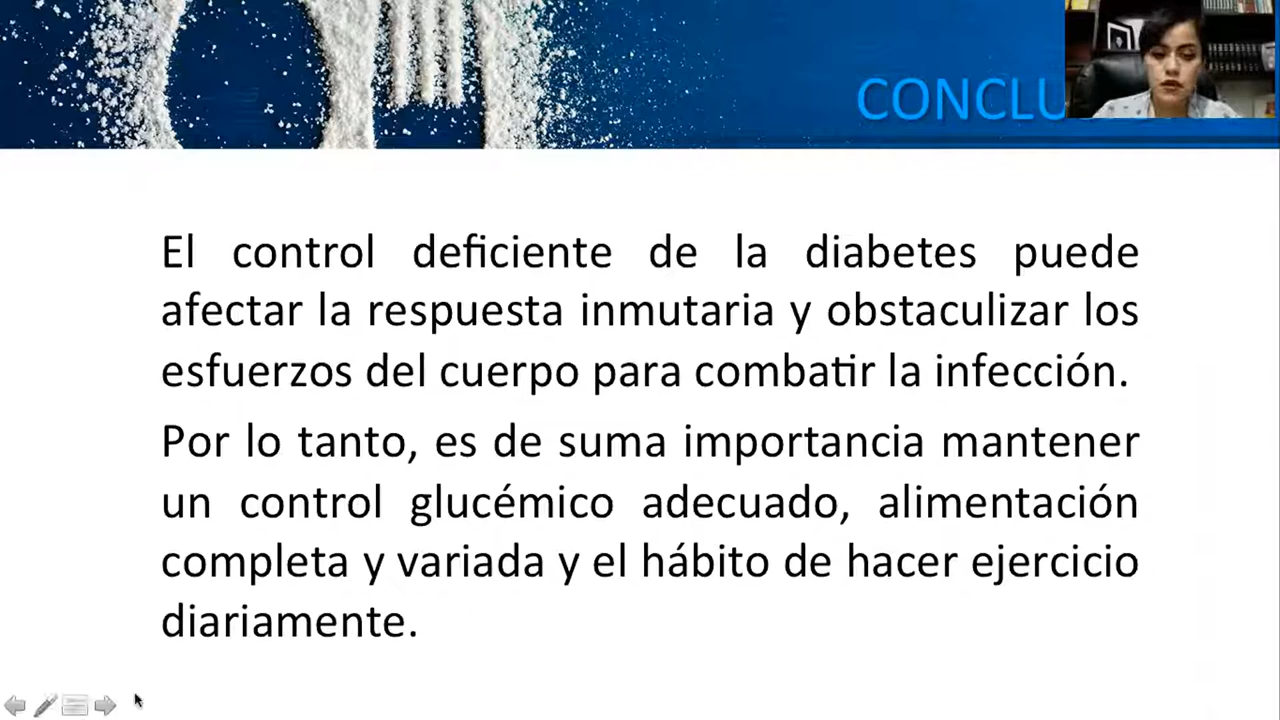 CONCLU
El control deficiente de la diabetes puede
afectar la respuesta inmutaria y obstaculizar los
esfuerzos del cuerpo para combatir la infección.
Por lo tanto, es de suma importancia mantener
un control glucémico adecuado, alimentación
completa y variada y el hábito de hacer ejercicio
diariamente.